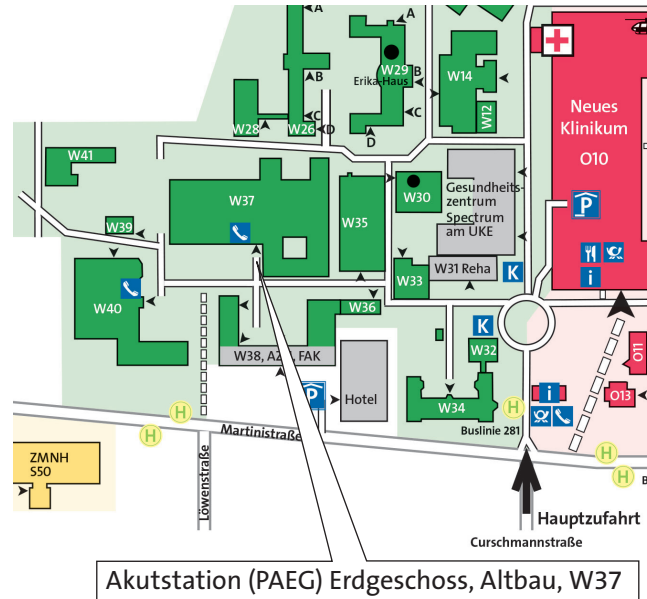 A
A
W29
B
Erika-Haus
W14
B
C
C
W28
W26
D
D
W12
Neues
Klinikum
O10
W41
W37
W30
Gesundheits-
zentrum
Spectrum
am UKE
P
W39
W35
W31 Reha
K
i
W33
W40
W36
K
W38, A2
, FAK
W32
O11
P
Hotel
W34
i
O13
H
H
H
H
H
Martinistraße
Buslinie 281
ZMNH
S50
Löwenstraße
B
Hauptzufahrt
Curschmannstraße
Akutstation (PAEG) Erdgeschoss, Altbau, W37